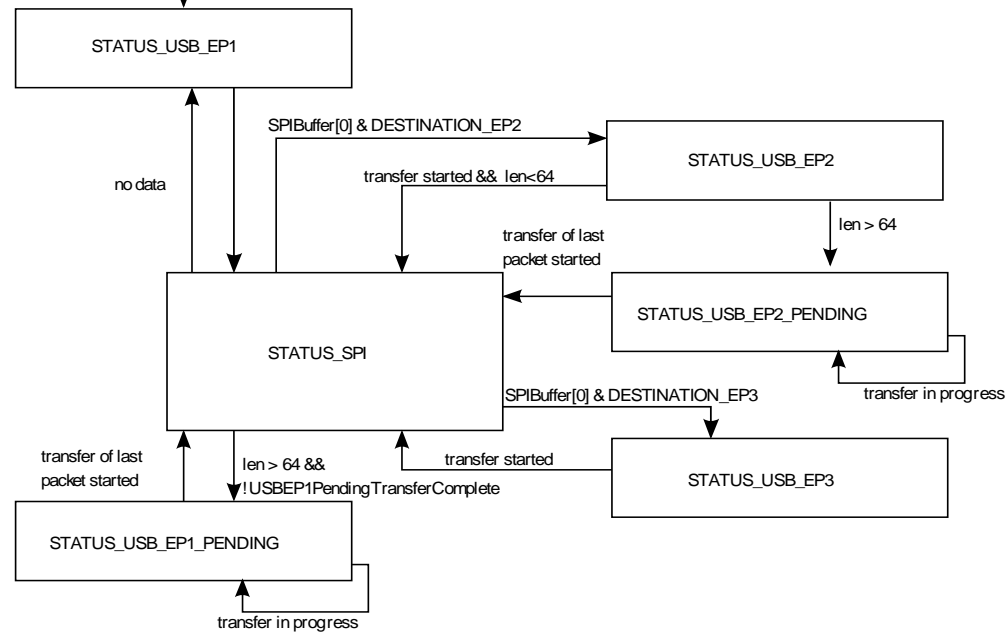 STATUS_USB_EP1
SPIBuffer[0] & DESTINATION_EP2
STATUS_USB_EP2
no data
transfer started && len<64
len > 64
transfer of last
packet started
STATUS_USB_EP2_PENDING
STATUS_SPI
transfer in progress
SPIBuffer[0] & DESTINATION_EP3
transfer of last
packet started
len > 64 &&
!USBEP1PendingTransferComplete
transfer started
STATUS_USB_EP3
STATUS_USB_EP1_PENDING
transfer in progress